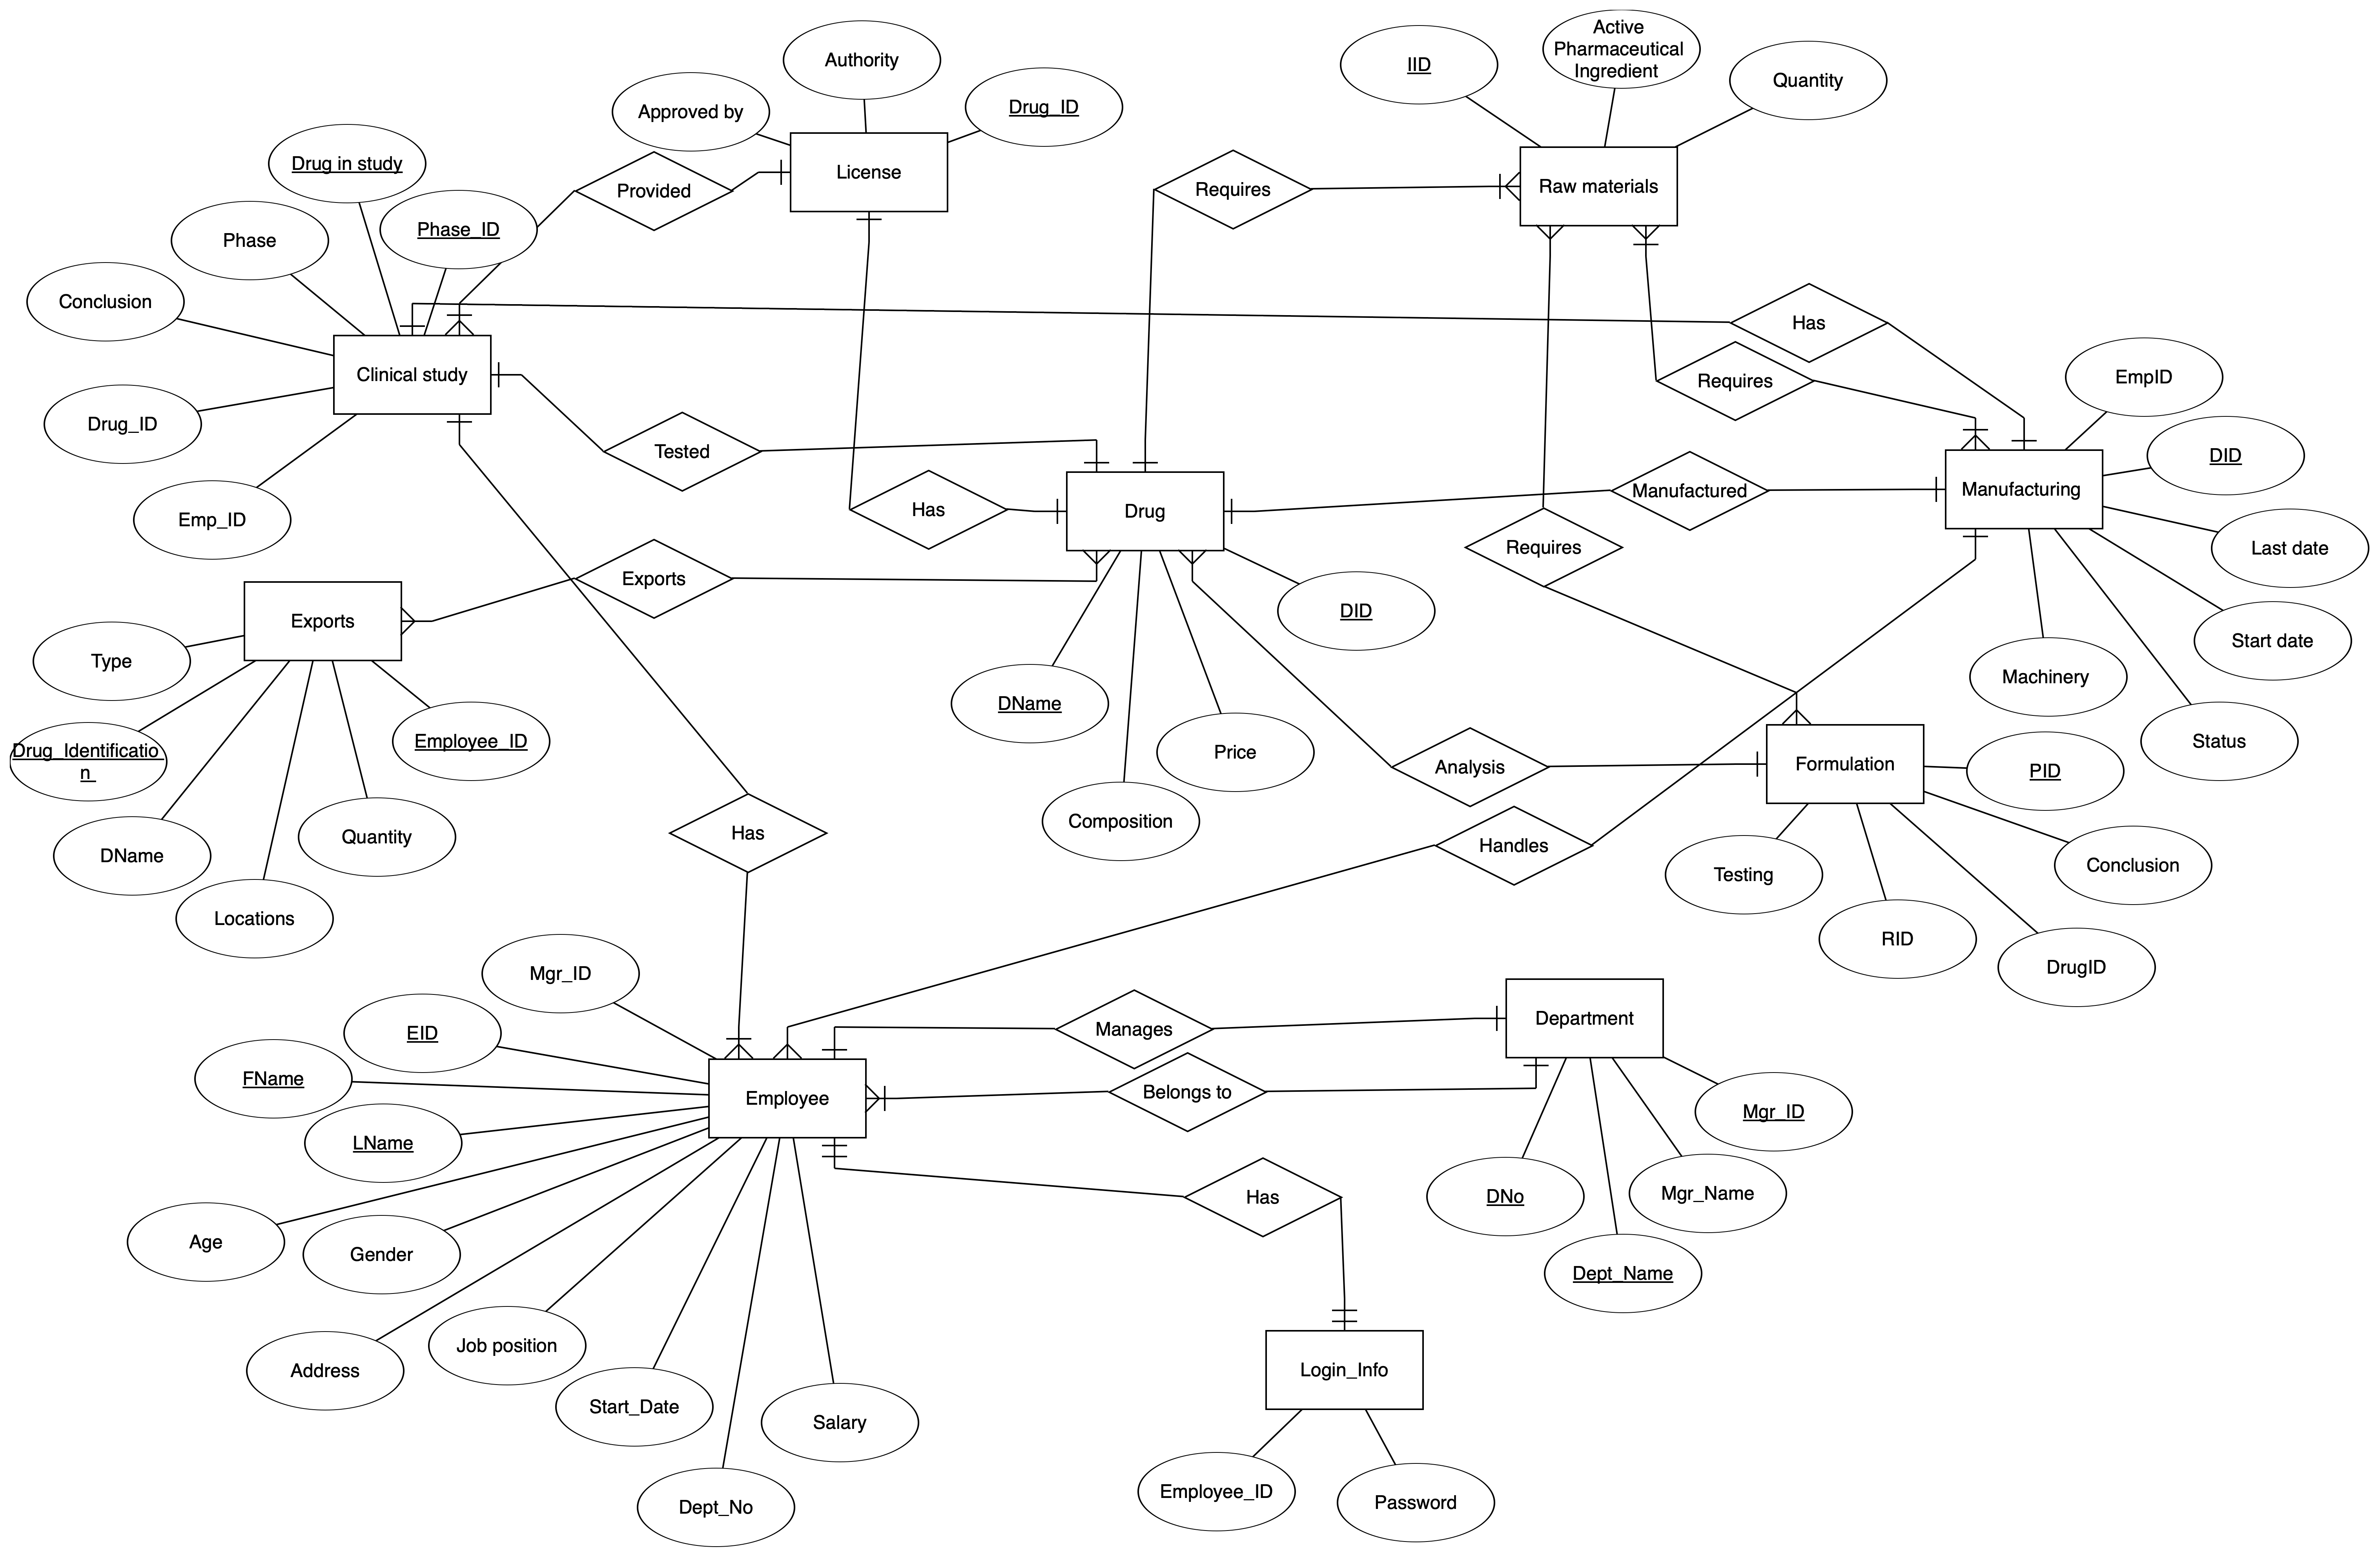 Authority
Active
Pharmaceutical
Ingredient
IID
Quantity
Approved by
Drug_ID
Drug in study
License
Provided
Requires
Raw materials
Phase_ID
Phase
Conclusion
Has
Clinical study
Requires
EmpID
Drug_ID
Tested
DID
Manufactured
Manufacturing
Emp_ID
Has
Drug
Requires
Last date
Exports
Exports
DID
Type
Start date
Machinery
DName
Drug_Identificatio
n
Employee_ID
Price
Status
Analysis
Formulation
PID
Composition
Has
Quantity
Handles
DName
Conclusion
Testing
Locations
RID
DrugID
Mgr_ID
EID
Manages
Department
FName
Employee
Belongs to
Mgr_ID
LName
Has
DNo
Mgr_Name
Age
Gender
Dept_Name
Job position
Address
Login_Info
Start_Date
Salary
Employee_ID
Password
Dept_No